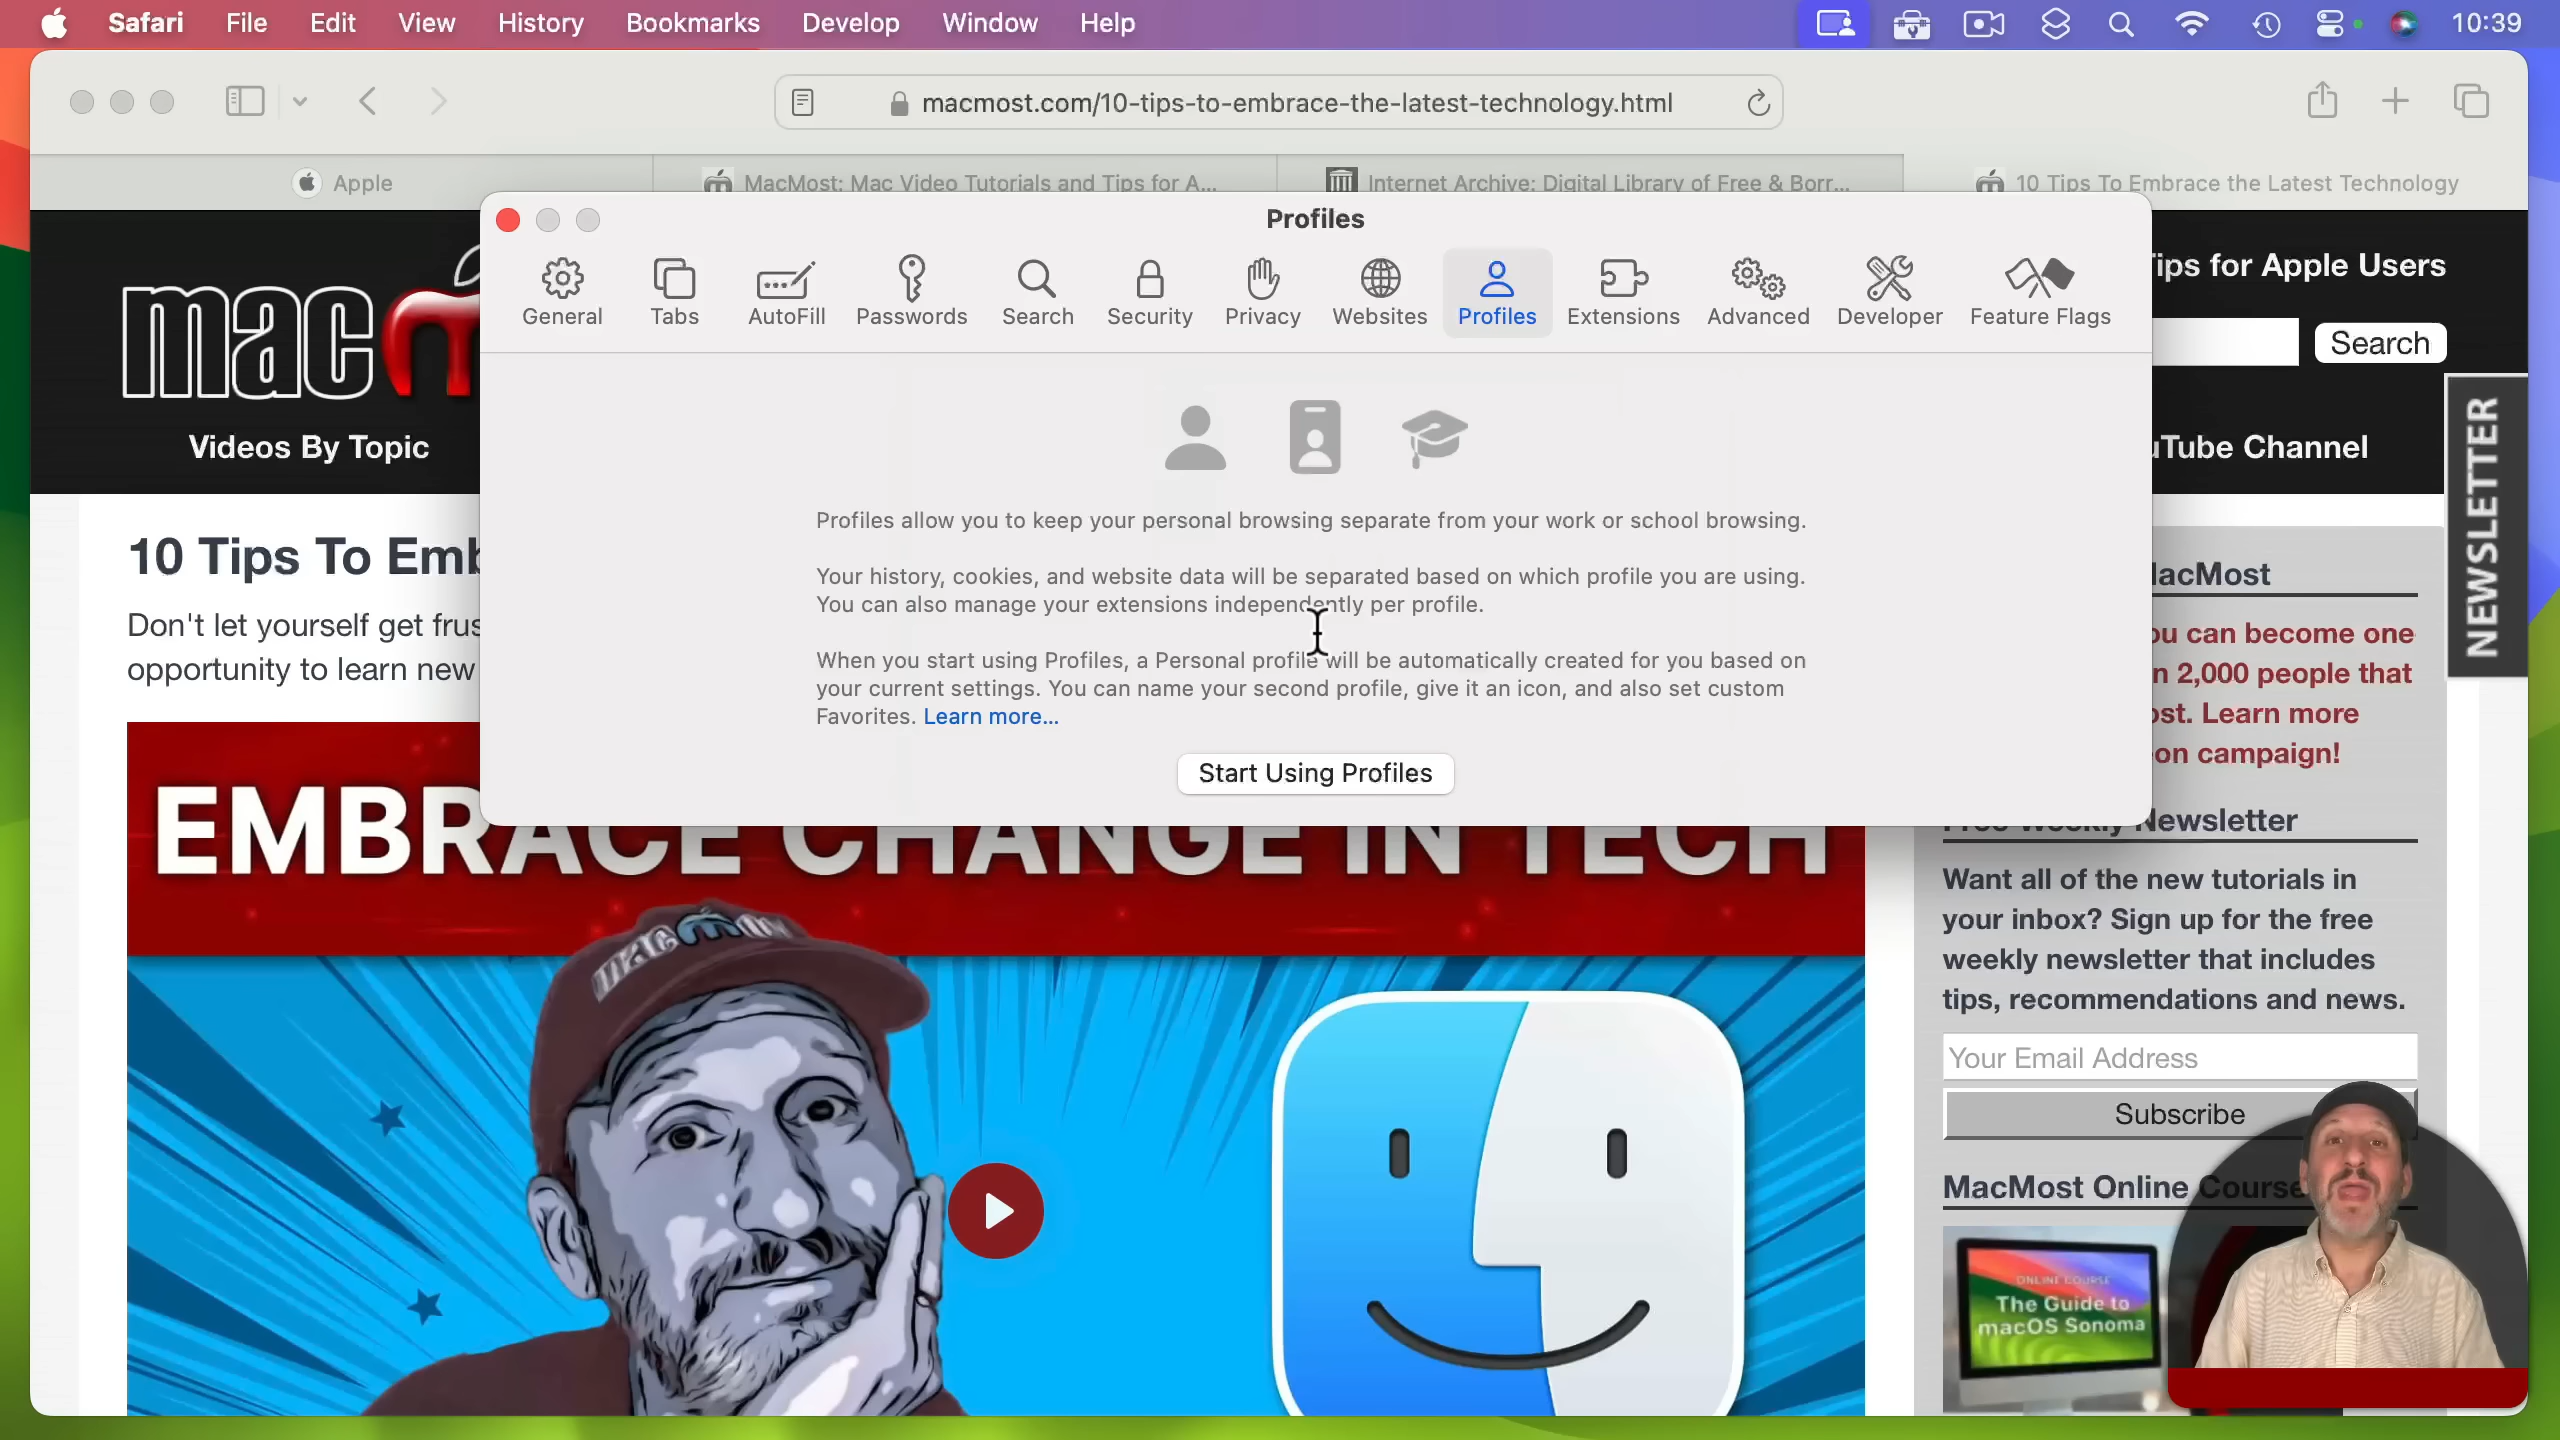 Safari File Edit View History Bookmarks Develop Window Help 10:39
macmost.com/10-tips-to-embrace-the-latest-technology.html
Apple
MacMost: Mac Video Tutorials and Tips for A...
Internet Archive: Digital Library of Free & Borr...
10 Tips To Embrace the Latest Technology
Profiles
General Tabs AutoFill Passwords Search Security Privacy Websites Profiles Extensions Advanced Developer Feature Flags
Profiles allow you to keep your personal browsing separate from your work or school browsing.
Your history, cookies, and website data will be separated based on which profile you are using.
You can also manage your extensions independently per profile.
When you start using Profiles, a Personal profile will be automatically created for you based on
your current settings. You can name your second profile, give it an icon, and also set custom
Favorites. Learn more...
Start Using Profiles
mac
Videos By Topic
10 Tips To Emb
Don't let yourself get frus
opportunity to learn new
EMBRACE CHANGE IN TECH
macmost
ips for Apple Users
Search
uTube Channel
NEWSLETTER
acMost
ou can become one
n 2,000 people that
ost. Learn more
on campaign!
Free Weekly Newsletter
Want all of the new tutorials in
your inbox? Sign up for the free
weekly newsletter that includes
tips, recommendations and news.
Your Email Address
Subscribe
MacMost Online Course
ONLINE COURSE
The Guide to
macOS Sonoma